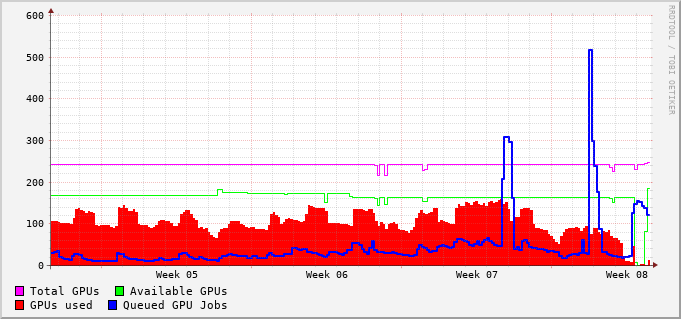 RRDTOOL / TOBI OETIKER
600
500
400
300
200
100
0
Week 05 Week 06 Week 07 Week 08
Total GPUs Available GPUs
GPUs used Queued GPU Jobs